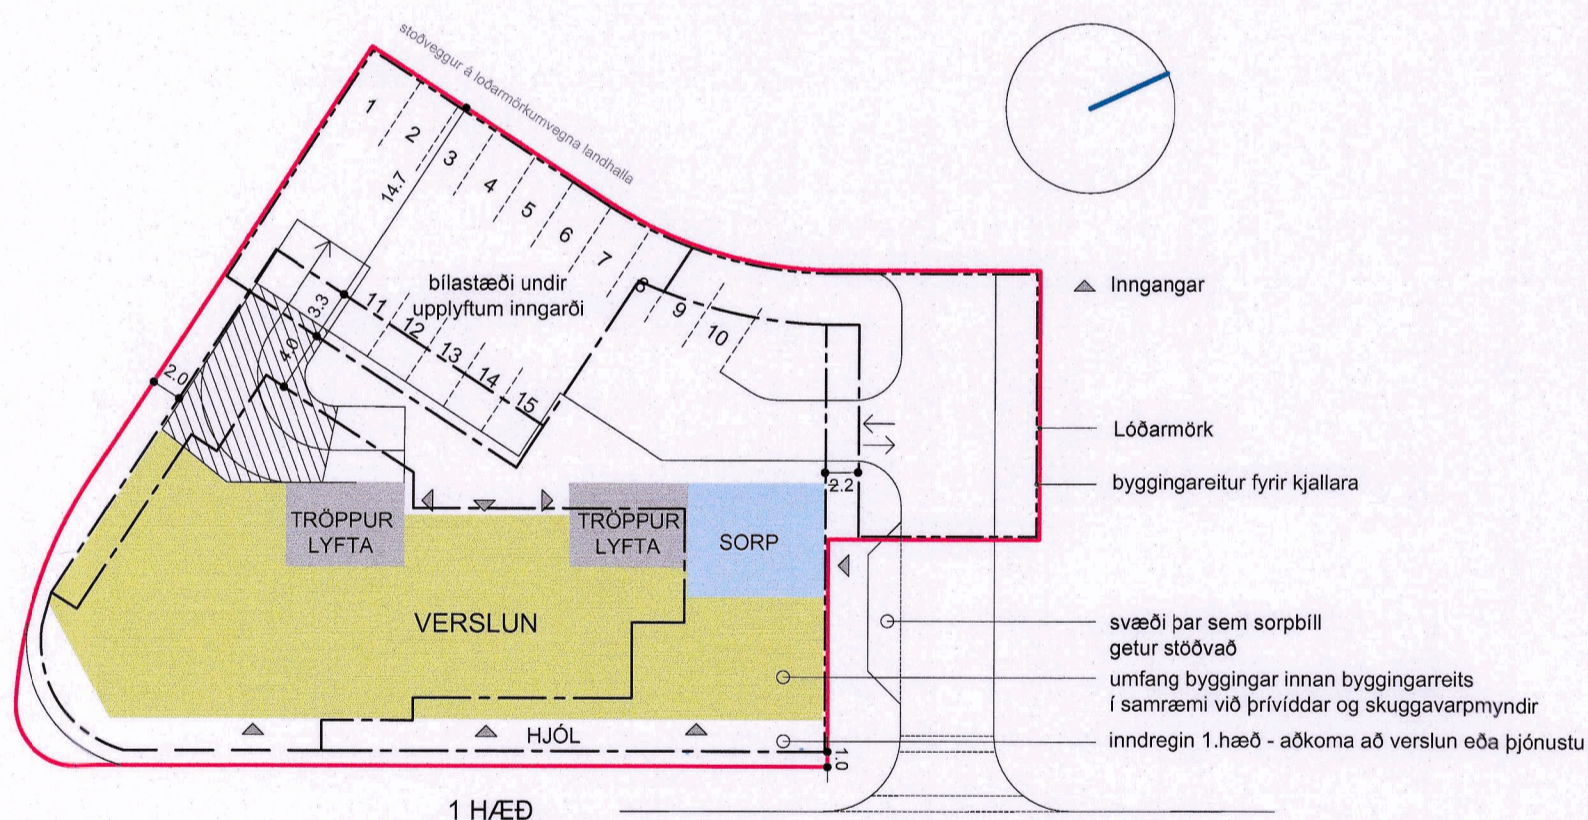 stoðveggur á loðarmörkumvegna landhalla
1
2
3
4
5
6
7
8
9
10
14.7
bílastæði undir
upplyftum inngarði
11
12
13
14
15
3.3
4.0
2.0
2.2
Inngangar
Lóðarmörk
byggingareitur fyrir kjallara
TRÖPPUR
LYFTA
TRÖPPUR
LYFTA
SORP
VERSLUN
svæði þar sem sorpbíll
getur stöðvað
umfang byggingar innan byggingarreits
í samræmi við þrívíddar og skuggavarpmyndir
HJÓL
inndregin 1.hæð - aðkoma að verslun eða þjónustu
1.0
1 HÆÐ